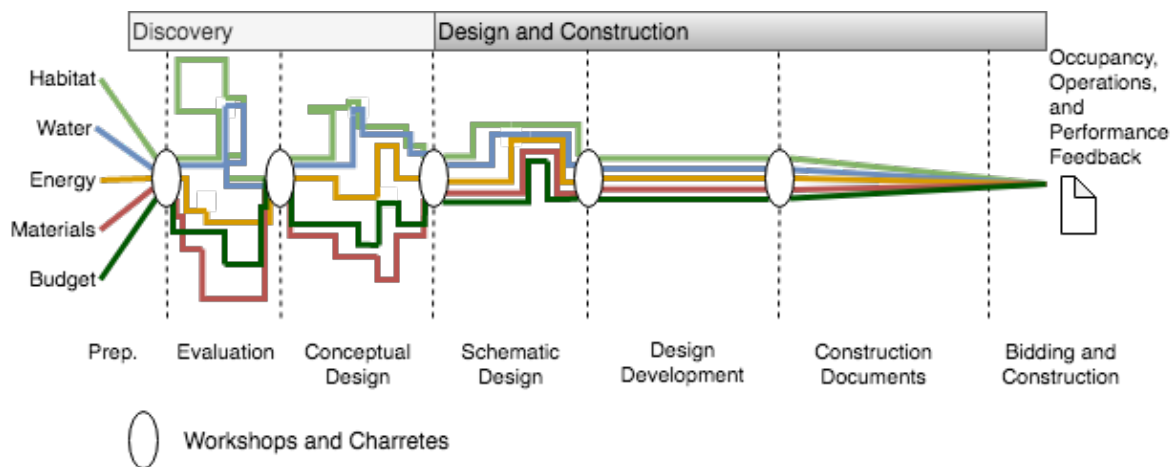 Discovery
Design and Construction
Habitat
Water
Energy
Materials
Budget
Occupancy,
Operations,
and
Performance
Feedback
Prep.
Evaluation
Conceptual
Design
Schematic
Design
Design
Development
Construction
Documents
Bidding and
Construction
Workshops and Charretes